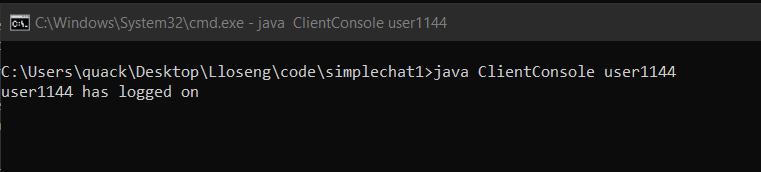 C:\Windows\System32\cmd.exe - java  ClientConsole user1144
C:\Users\quack\Desktop\Lloseng\code\simplechat1>java ClientConsole user1144
user1144 has logged on